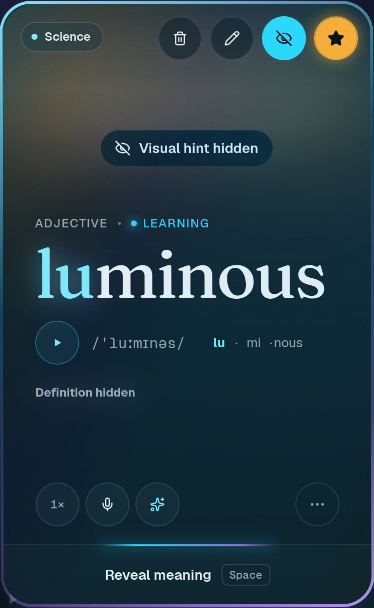 Science
Visual hint hidden
ADJECTIVE • LEARNING
luminous
/ˈluːmɪnəs/ lu · mi ·nous
Definition hidden
1×
Reveal meaning Space